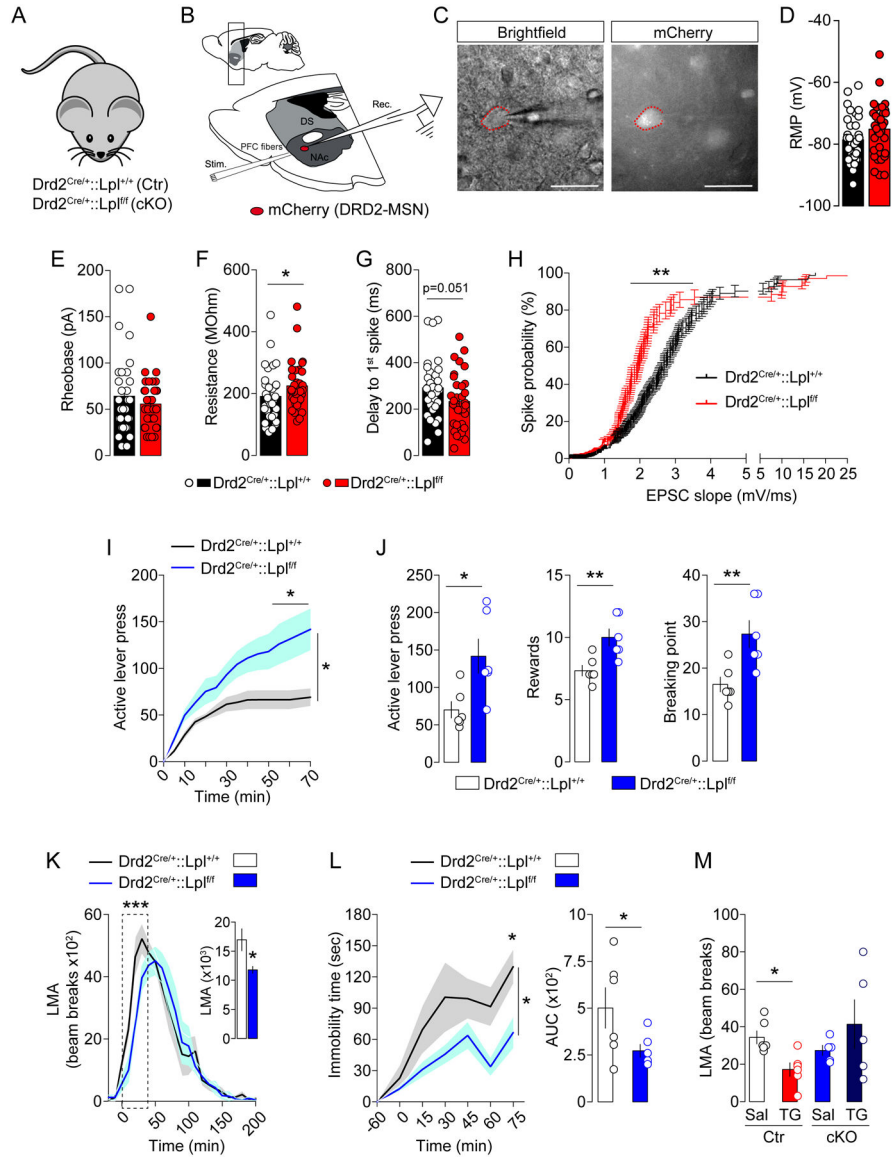 A
B
C
D
Drd2Cre/+::Lpl+/+ (Ctr)
Drd2Cre/+::Lplf/f (cKO)
DS
Rec.
PFC fibers
NAc
Stim.
mCherry (DRD2-MSN)
Brightfield
mCherry
RMP (mV)
-40
-60
-80
-100
E
F
G
H
Rheobase (pA)
200
150
100
50
0
Resistance (MOhm)
600
400
200
0
*
Delay to 1st spike (ms)
800
600
400
200
0
p=0.051
Drd2Cre/+::Lpl+/+
Drd2Cre/+::Lplf/f
Spike probability (%)
100
80
60
40
20
0
**
Drd2Cre/+::Lpl+/+
Drd2Cre/+::Lplf/f
0 1 2 3 4 5 5 10 15 20 25
EPSC slope (mV/ms)
I
Drd2Cre/+::Lpl+/+
Drd2Cre/+::Lplf/f
Active lever press
200
150
100
50
0
*
*
10 30 50 70
Time (min)
J
Active lever press
250
200
150
100
50
0
*
Rewards
15
10
5
0
**
Breaking point
40
30
20
10
0
**
Drd2Cre/+::Lpl+/+
Drd2Cre/+::Lplf/f
K
Drd2Cre/+::Lpl+/+
Drd2Cre/+::Lplf/f
LMA
(beam breaks x10²)
60
40
20
0
***
LMA (x10³)
20
15
10
5
0
*
0 50 100 150 200
Time (min)
L
Drd2Cre/+::Lpl+/+
Drd2Cre/+::Lplf/f
Immobility time (sec)
180
150
120
90
60
30
0
*
*
-60 0 15 30 45 60 75
Time (min)
AUC (x10²)
10
7.5
5
2.5
0
*
M
LMA (beam breaks)
100
80
60
40
20
0
*
Sal TG Sal TG
Ctr cKO